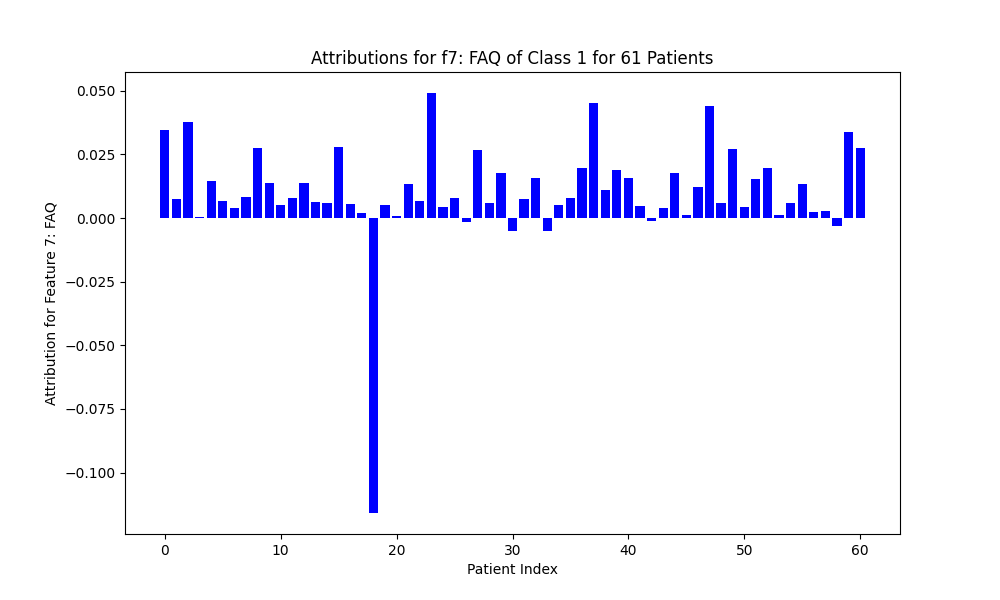 Attributions for f7: FAQ of Class 1 for 61 Patients
Attribution for Feature 7: FAQ
0.050
0.025
0.000
−0.025
−0.050
−0.075
−0.100
0 10 20 30 40 50 60
Patient Index